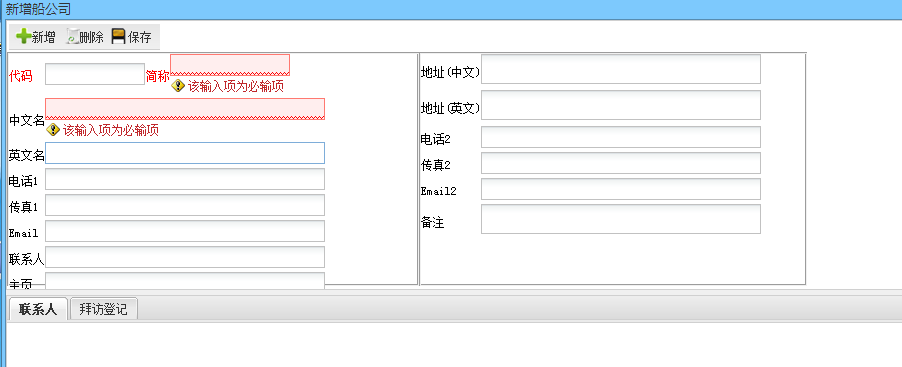 新增船公司
新增 删除 保存
代码 简称
该输入项为必输项
中文名
该输入项为必输项
英文名
电话1
传真1
Email
联系人
主页
地址(中文)
地址(英文)
电话2
传真2
Email2
备注
联系人 拜访登记